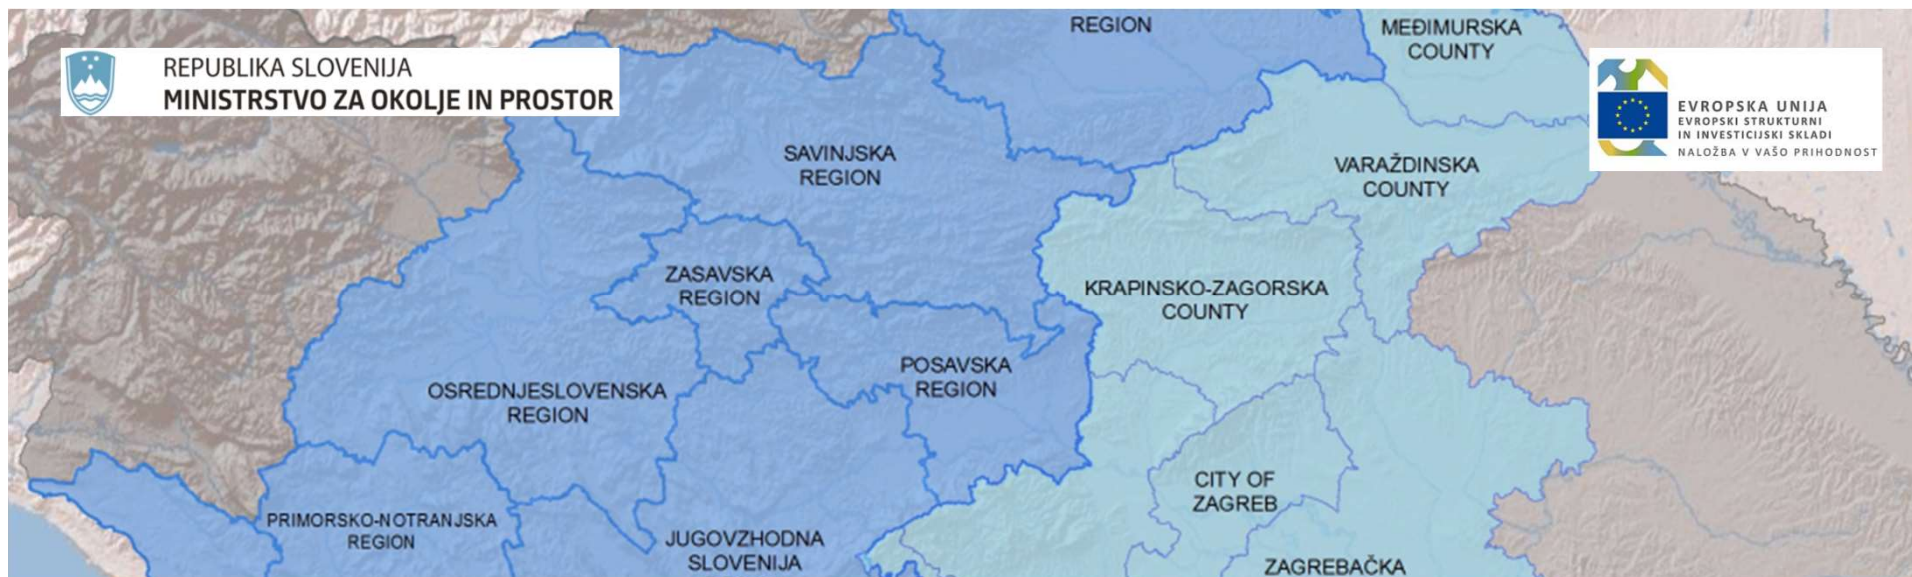 REPUBLIKA SLOVENIJA
MINISTRSTVO ZA OKOLJE IN PROSTOR
REGION
MEĐIMURSKA
COUNTY
EVROPSKA UNIJA
EVROPSKI STRUKTURNI
IN INVESTICIJSKI SKLADI
NALOŽBA V VAŠO PRIHODNOST
SAVINJSKA
REGION
VARAŽDINSKA
COUNTY
ZASAVSKA
REGION
KRAPINSKO-ZAGORSKA
COUNTY
OSREDNJESLOVENSKA
REGION
POSAVSKA
REGION
CITY OF
ZAGREB
PRIMORSKO-NOTRANJSKA
REGION
JUGOVZHODNA
SLOVENIJA
ZAGREBAČKA